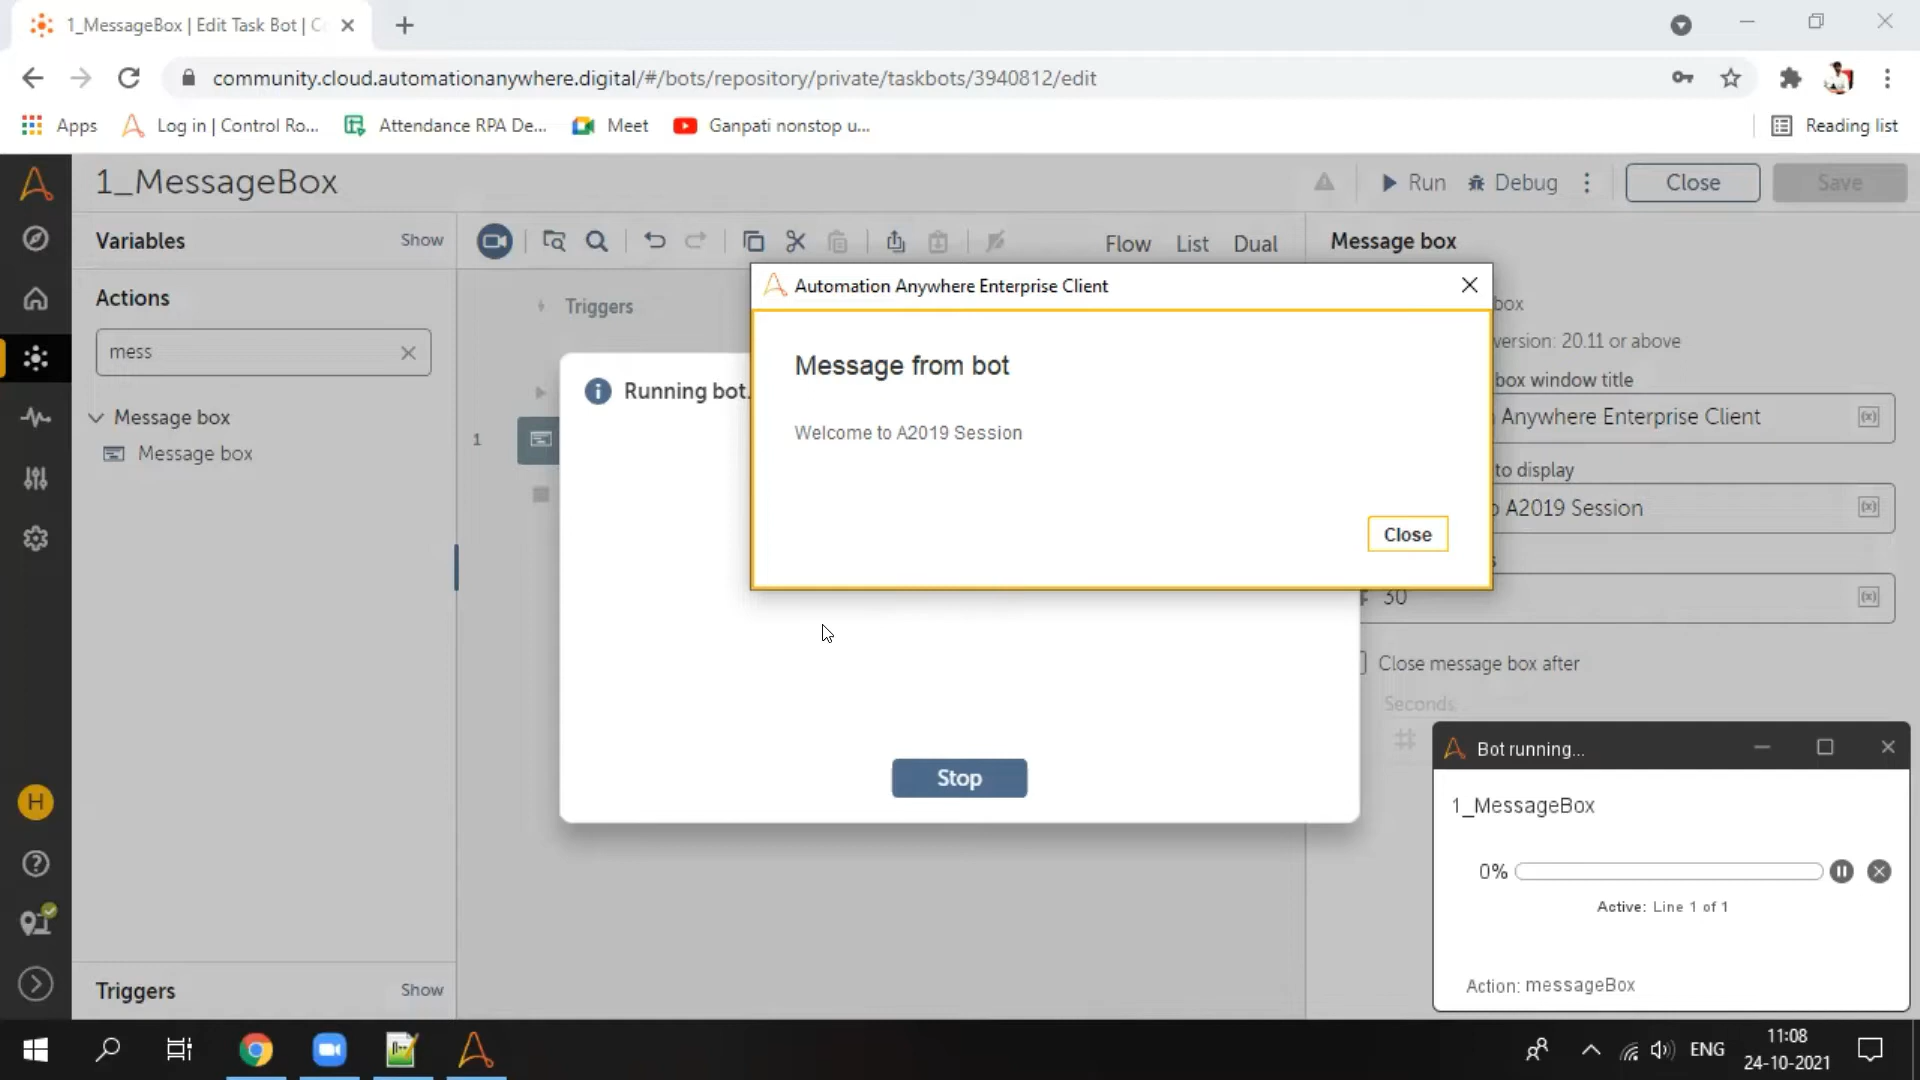 1_MessageBox | Edit Task Bot | C
community.cloud.automationanywhere.digital/#/bots/repository/private/taskbots/3940812/edit
Apps
Log in | Control Ro...
Attendance RPA De...
Meet
Ganpati nonstop u...
Reading list
1_MessageBox
Run
Debug
Close
Save
Variables
Show
Flow
List
Dual
Message box
Actions
mess
Message box
Message box
Triggers
1
Running bot.
Automation Anywhere Enterprise Client
Message from bot
Welcome to A2019 Session
Close
box
version: 20.11 or above
box window title
Anywhere Enterprise Client
to display
A2019 Session
30
Close message box after
Seconds
Stop
Bot running...
1_MessageBox
0%
Active: Line 1 of 1
Action: messageBox
H
Triggers
Show
ENG
11:08
24-10-2021